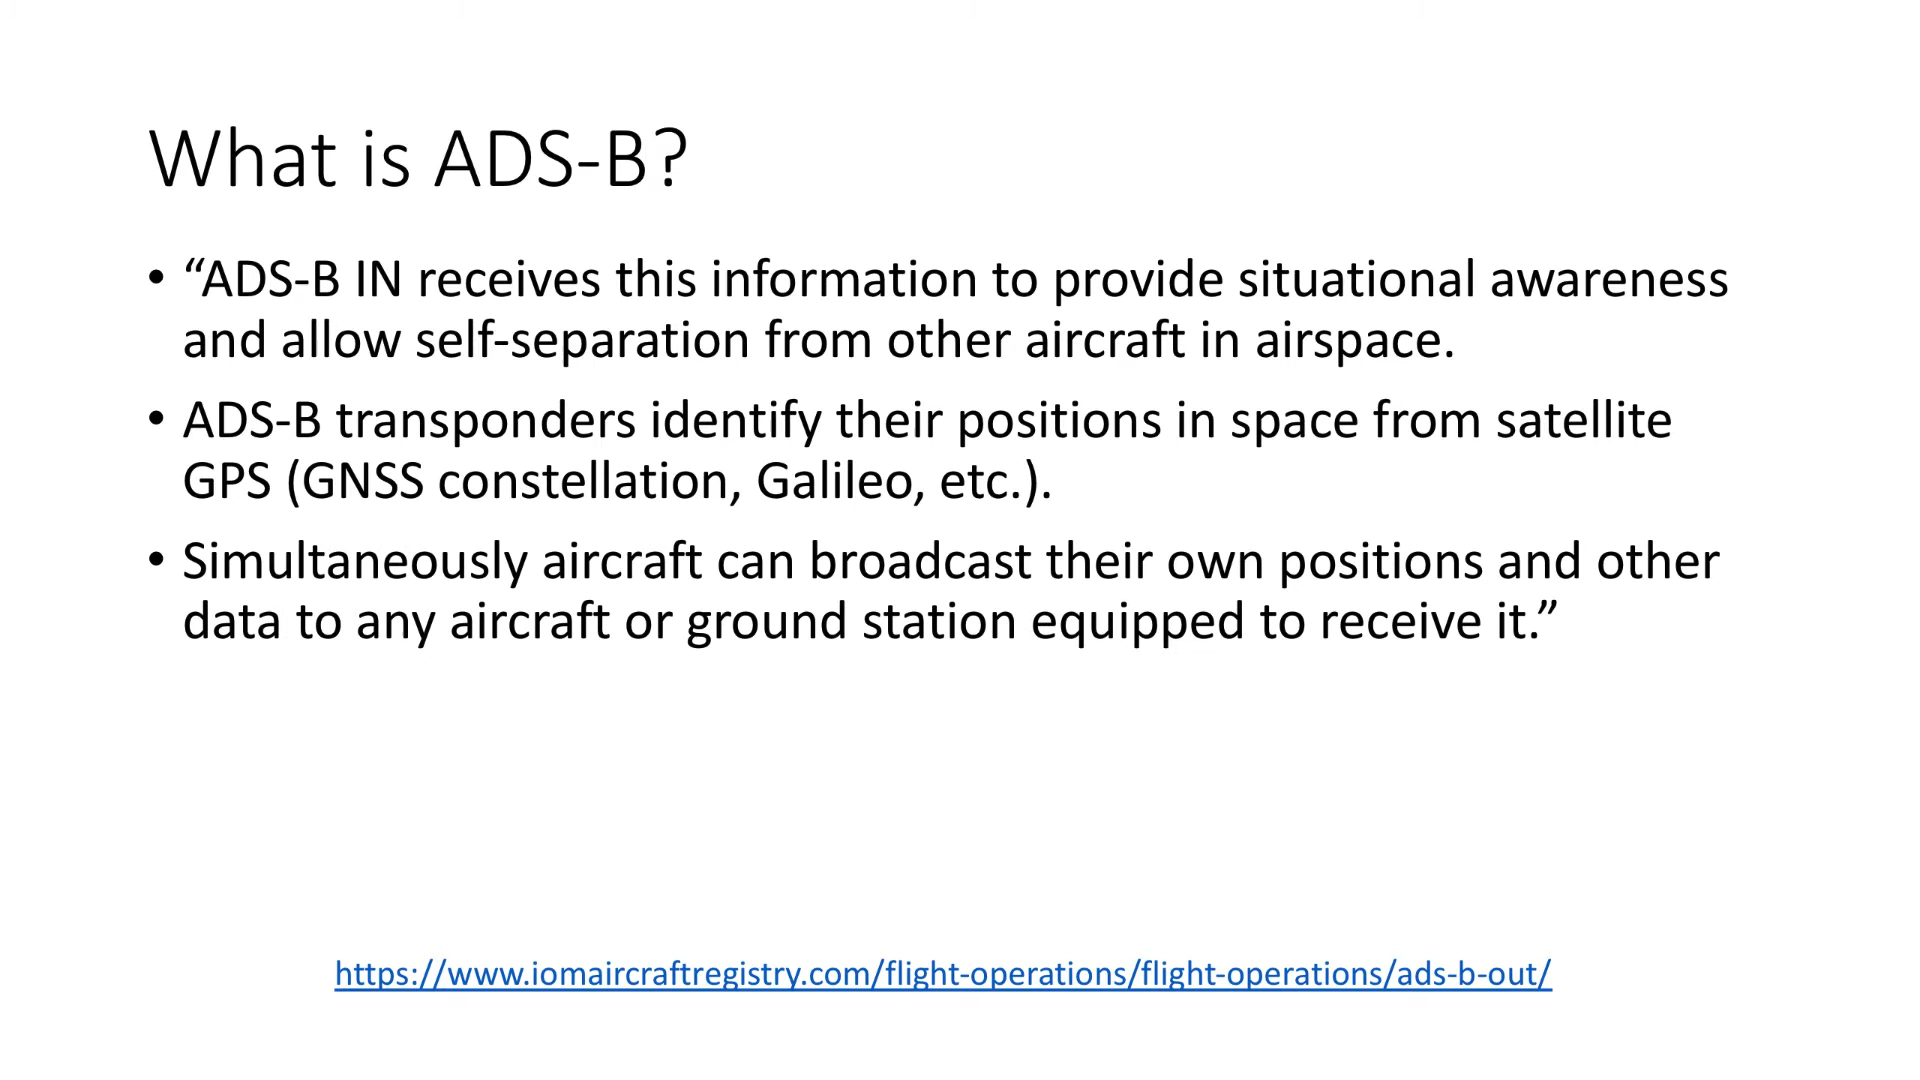 What is ADS-B?
• “ADS-B IN receives this information to provide situational awareness
and allow self-separation from other aircraft in airspace.
• ADS-B transponders identify their positions in space from satellite
GPS (GNSS constellation, Galileo, etc.).
• Simultaneously aircraft can broadcast their own positions and other
data to any aircraft or ground station equipped to receive it.”
https://www.iomaircraftregistry.com/flight-operations/flight-operations/ads-b-out/